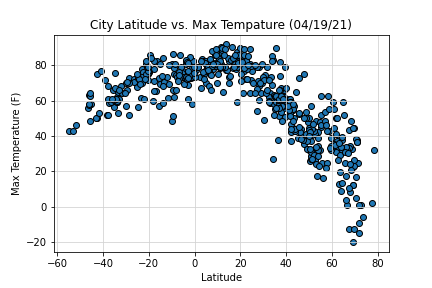 City Latitude vs. Max Tempature (04/19/21)
80
60
40
20
0
−20
Max Temperature (F)
−60 −40 −20 0 20 40 60 80
Latitude